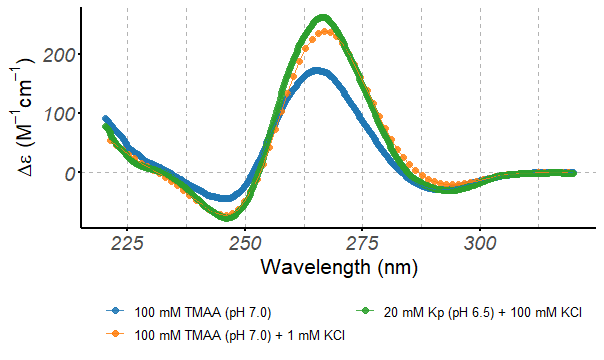 200
100
0
Δε (M⁻¹cm⁻¹)
225 250 275 300
Wavelength (nm)
100 mM TMAA (pH 7.0) 20 mM Kp (pH 6.5) + 100 mM KCl
100 mM TMAA (pH 7.0) + 1 mM KCl